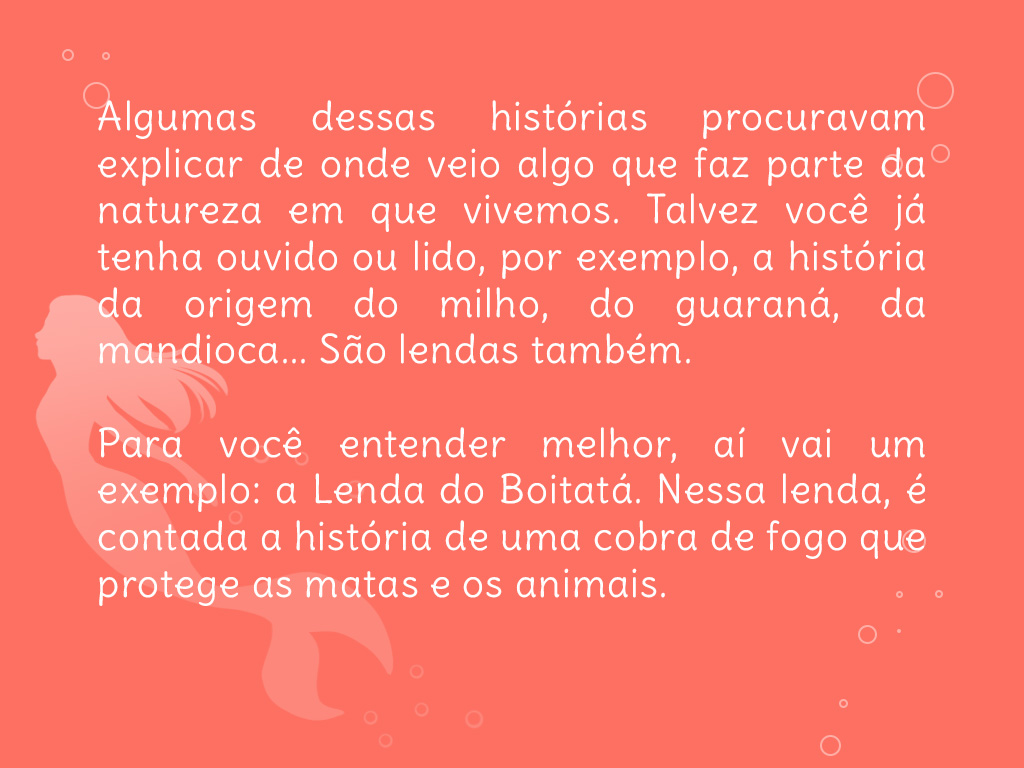 Algumas dessas histórias procuravam
explicar de onde veio algo que faz parte da
natureza em que vivemos. Talvez você já
tenha ouvido ou lido, por exemplo, a história
da origem do milho, do guaraná, da
mandioca... São lendas também.
Para você entender melhor, aí vai um
exemplo: a Lenda do Boitatá. Nessa lenda, é
contada a história de uma cobra de fogo que
protege as matas e os animais.